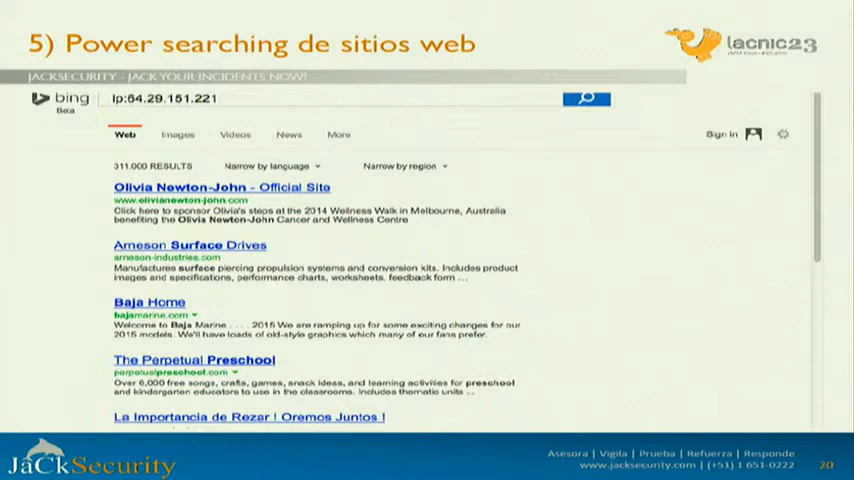 5) Power searching de sitios web
lacnic23
JACKSECURITY - JACK YOUR INCIDENTS NOW!
bing
Beta
ip:64.29.151.221
Web Images Videos News More
Sign in
311.000 RESULTS Narrow by language Narrow by region
Olivia Newton-John - Official Site
www.olivianewton-john.com
Click here to sponsor Olivia's steps at the 2014 Wellness Walk in Melbourne, Australia
benefiting the Olivia Newton-John Cancer and Wellness Centre
Arneson Surface Drives
arneson-industries.com
Manufactures surface piercing propulsion systems and conversion kits. Includes product
images and specifications, performance charts, worksheets, feedback form ...
Baja Home
bajamarine.com
Welcome to Baja Marine . . . . 2015 We are ramping up for some exciting changes for our
2015 models. We'll have loads of old-style graphics which many of our fans prefer.
The Perpetual Preschool
perpetualpreschool.com
Over 6,000 free songs, crafts, games, snack ideas, and learning activities for preschool
and kindergarten educators to use in the classrooms. Includes thematic units ...
La Importancia de Rezar ! Oremos Juntos !
JaCkSecurity
Asesora | Vigila | Prueba | Refuerza | Responde
www.jacksecurity.com | (+51) 1 651-0222
20